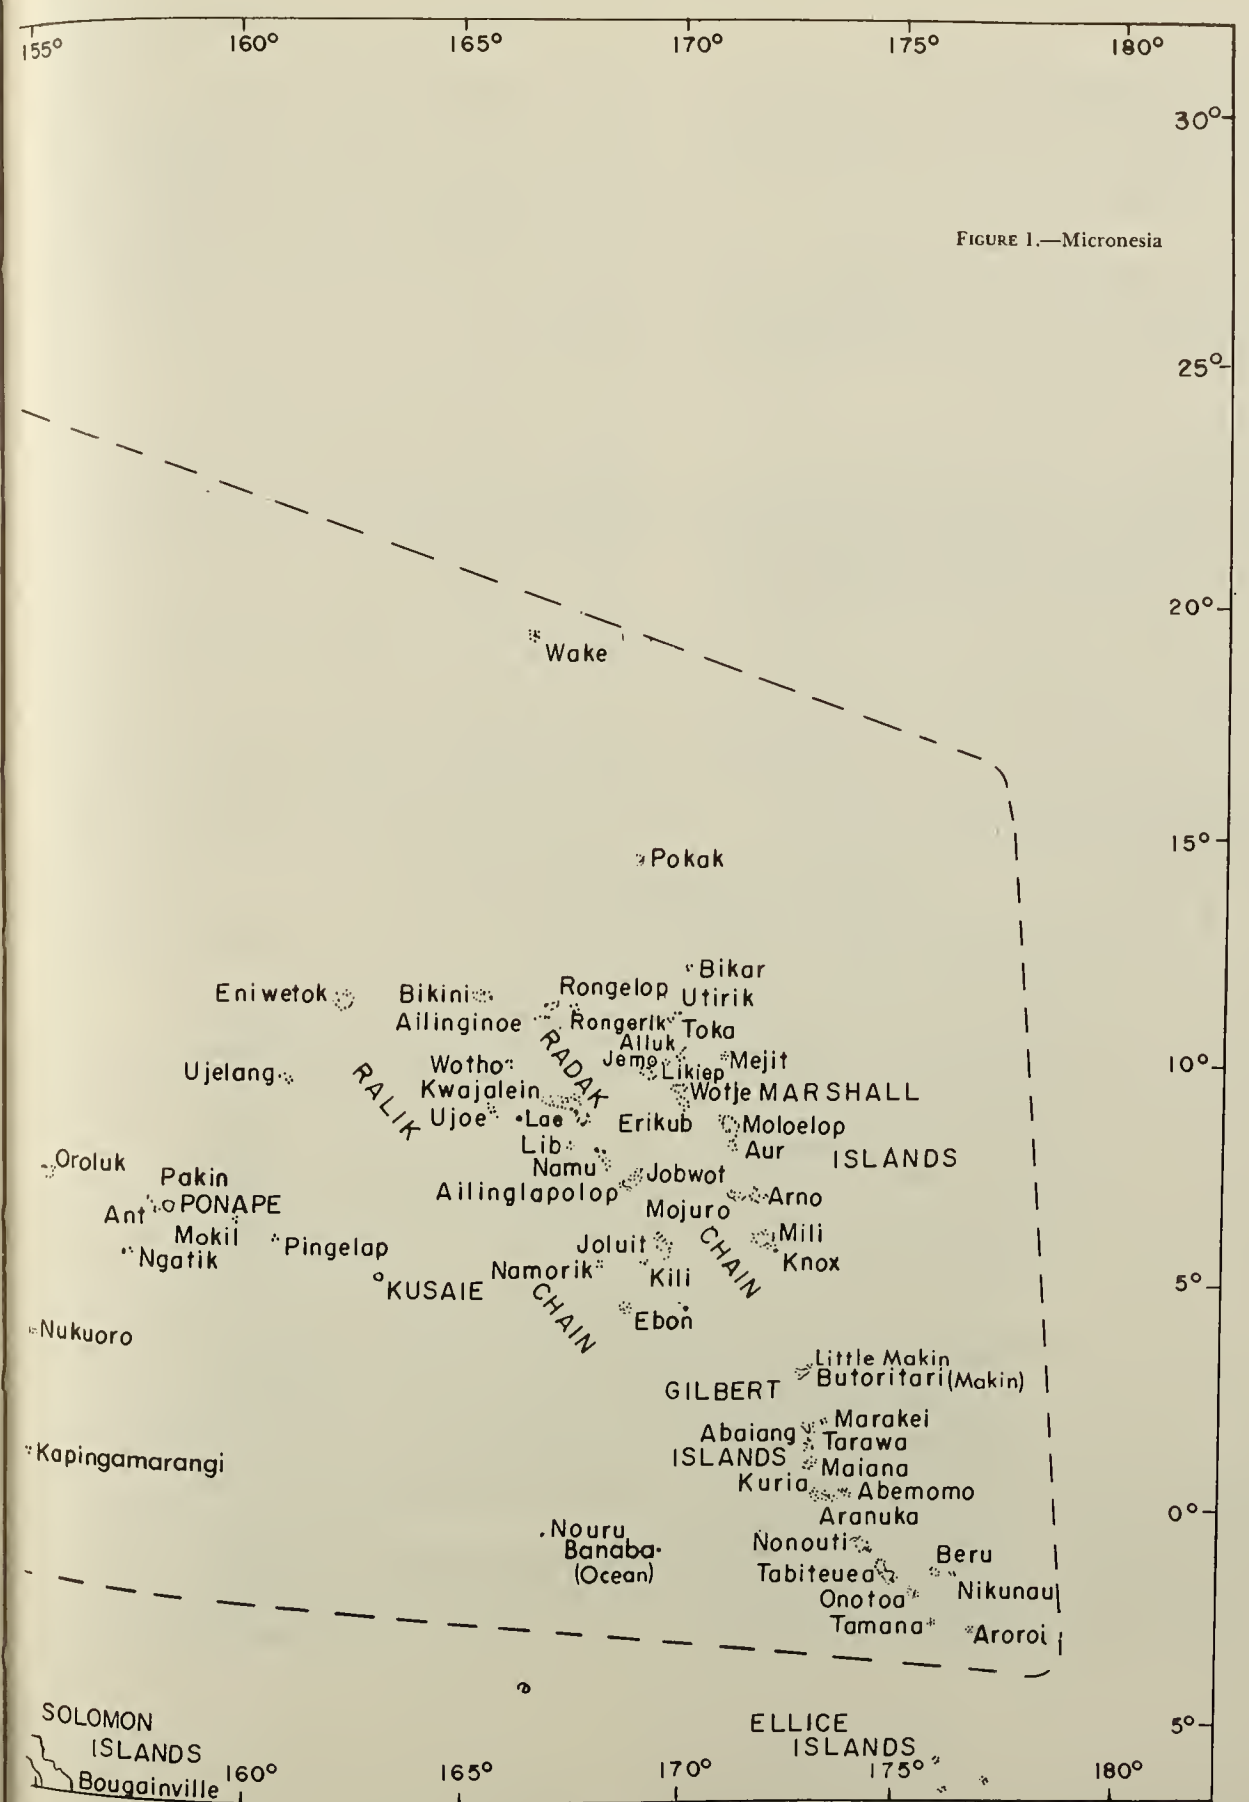 155° 160° 165° 170° 175° 180°
30°
FIGURE 1.—Micronesia
25°
20°
Wake
15°
Pokak
Bikar
Eniwetok
Bikini
Rongelop
Utirik
Ailinginoe
Rongerik
Toka
Alluk
Jemo
Mejit
10°
Likiep
Wotho
Ujelang
RALIK
RADAK
Kwajalein
Wotje
MARSHALL
Ujoe
Lae
Erikub
Moloelop
Lib
Aur
ISLANDS
Oroluk
Namu
Pakin
Jobwot
Ailinglapolop
Arno
Ant
PONAPE
Mojuro
Mokil
Mili
Pingelap
Joluit
CHAIN
Ngatik
Knox
Namorik
Kili
5°
KUSAIE
CHAIN
Ebon
Nukuoro
Little Makin
Butoritari (Makin)
GILBERT
Marakei
Abaiang
Tarawa
ISLANDS
Kapingamarangi
Maiana
Kuria
Abemomo
Aranuka
0°
Nouru
Banaba
(Ocean)
Nonouti
Beru
Tabiteuea
Nikunau
Onotoa
Tamana
Aroroi
SOLOMON
ISLANDS
Bougainville
ELLICE
ISLANDS
5°
160° 165° 170° 175° 180°